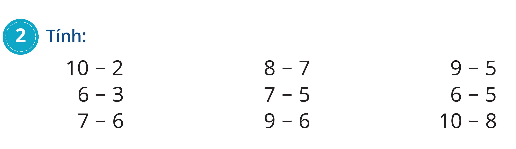 2 Tính:
10 – 2 8 – 7 9 – 5
6 – 3 7 – 5 6 – 5
7 – 6 9 – 6 10 – 8